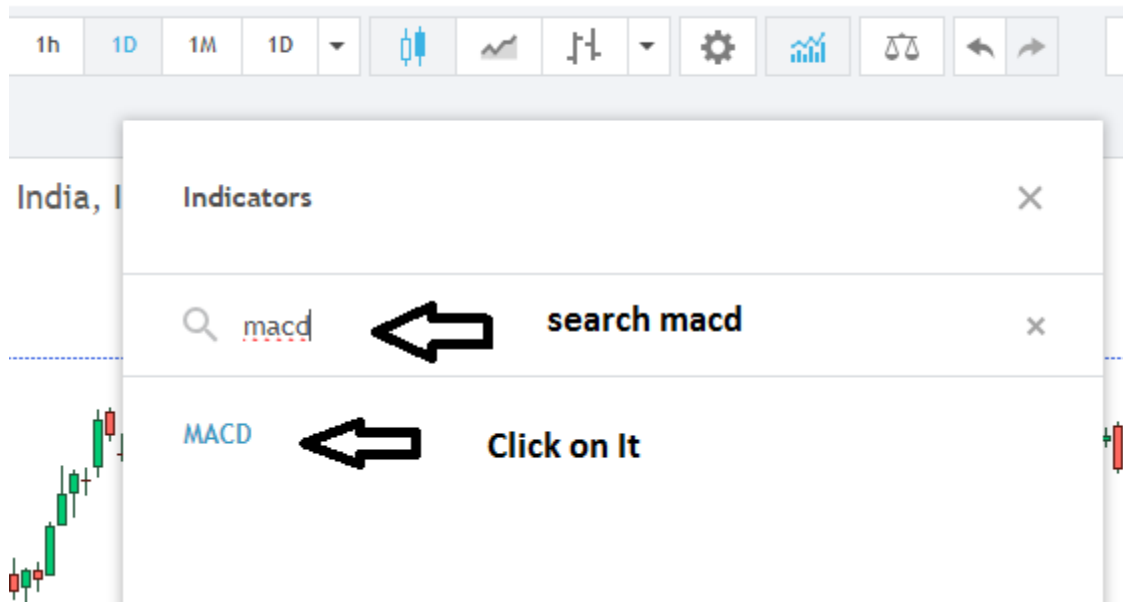 1h 1D 1M 1D
India,
Indicators
macd search macd
MACD Click on It